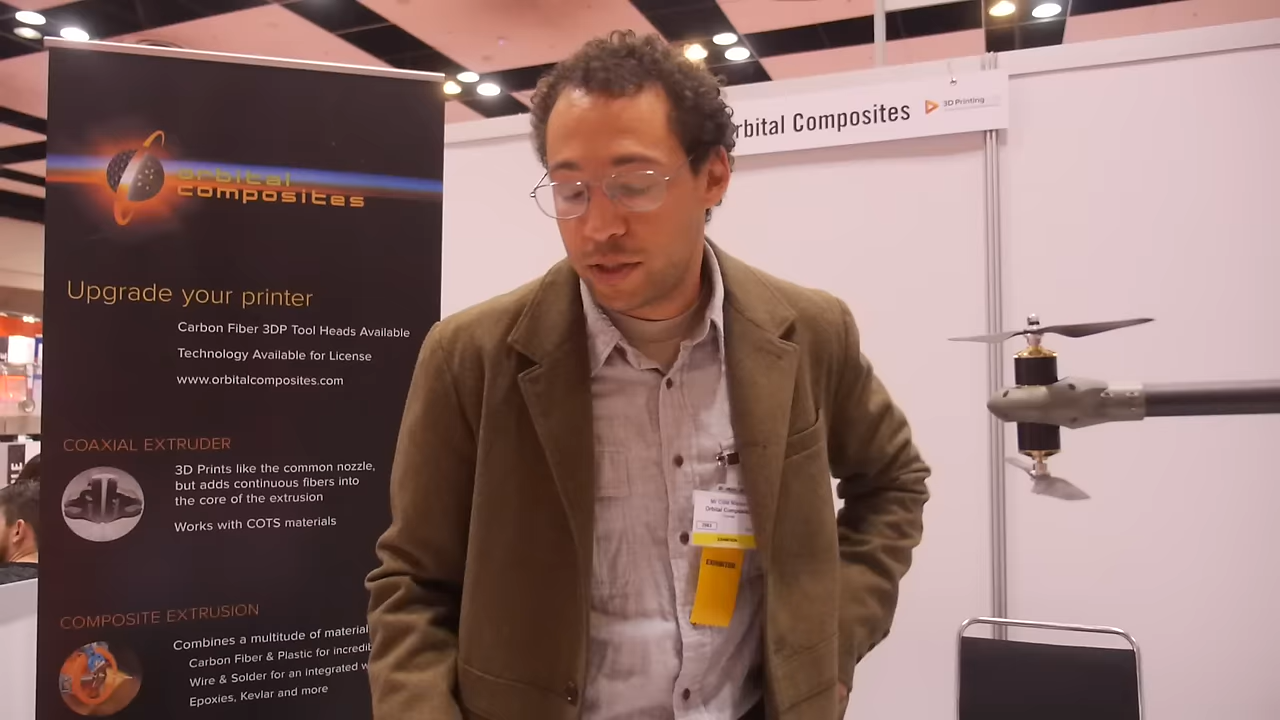 orbital
composites
Upgrade your printer
Carbon Fiber 3DP Tool Heads Available
Technology Available for License
www.orbitalcomposites.com
COAXIAL EXTRUDER
3D Prints like the common nozzle,
but adds continuous fibers into
the core of the extrusion
Works with COTS materials
COMPOSITE EXTRUSION
Combines a multitude of material
Carbon Fiber & Plastic for incredib
Wire & Solder for an integrated w
Epoxies, Kevlar and more
rbital Composites
3D Printing
Orbital Composites
EXHIBITOR